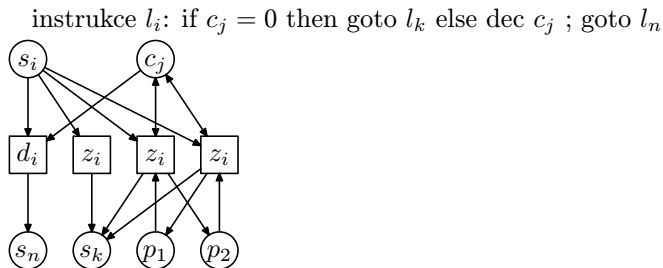 instrukce l_i: if c_j = 0 then goto l_k else dec c_j ; goto l_n
s_i c_j
d_i z_i z_i z_i
s_n s_k p_1 p_2